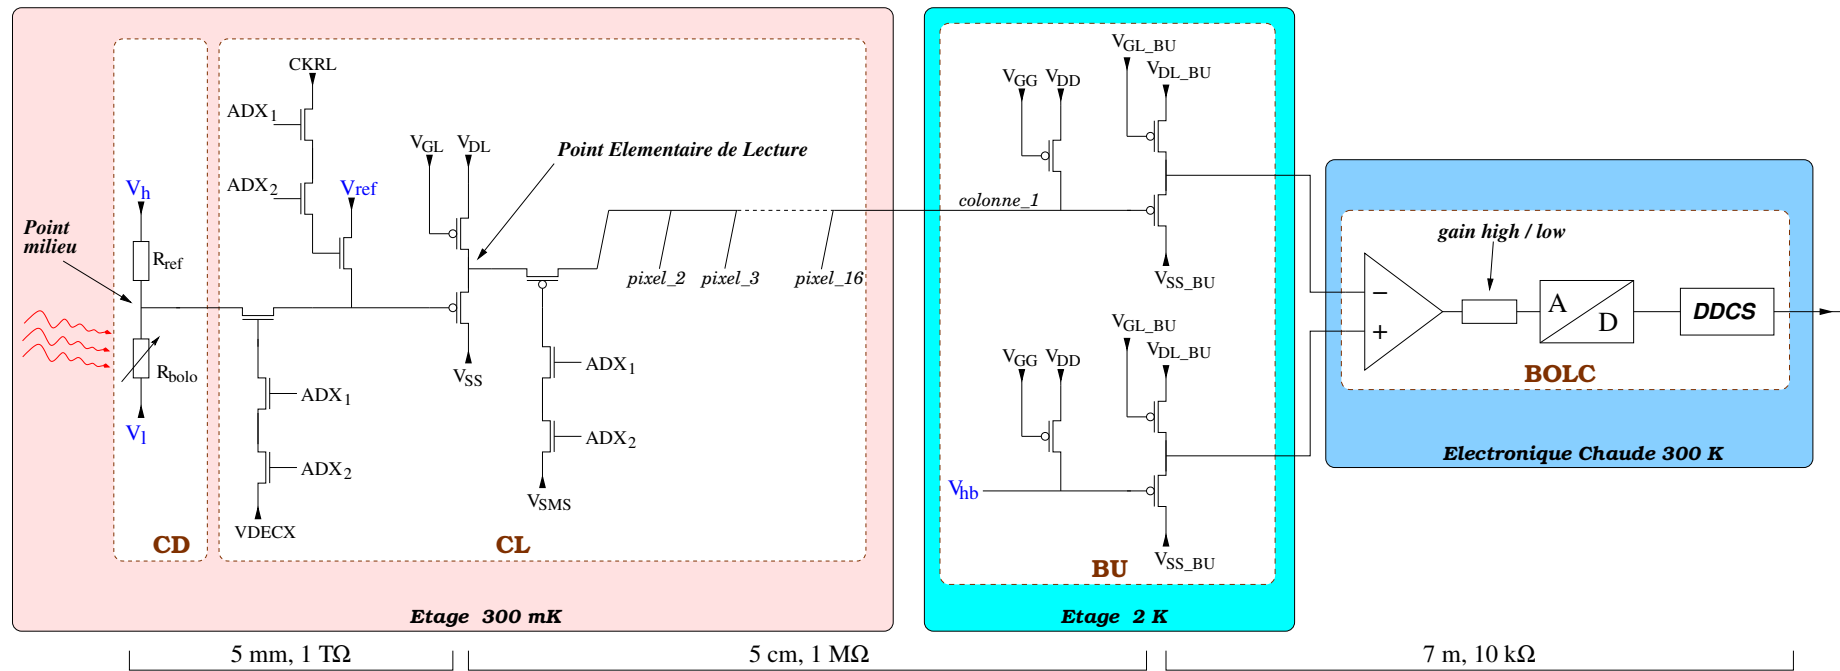 CKRL
ADX1
ADX2
Vh
Vref
VGL
VDL
Point Elementaire de Lecture
Point
milieu
Rref
Rbolo
Vl
ADX1
ADX2
VDECX
VSS
ADX1
ADX2
VSMS
pixel_2
pixel_3
pixel_16
CD
CL
Etage 300 mK
VGL_BU
VDL_BU
VGG
VDD
colonne_1
VSS_BU
VGL_BU
VDL_BU
VGG
VDD
Vhb
VSS_BU
BU
Etage 2 K
gain high / low
−
+
A
D
DDCS
BOLC
Electronique Chaude 300 K
5 mm, 1 TΩ
5 cm, 1 MΩ
7 m, 10 kΩ